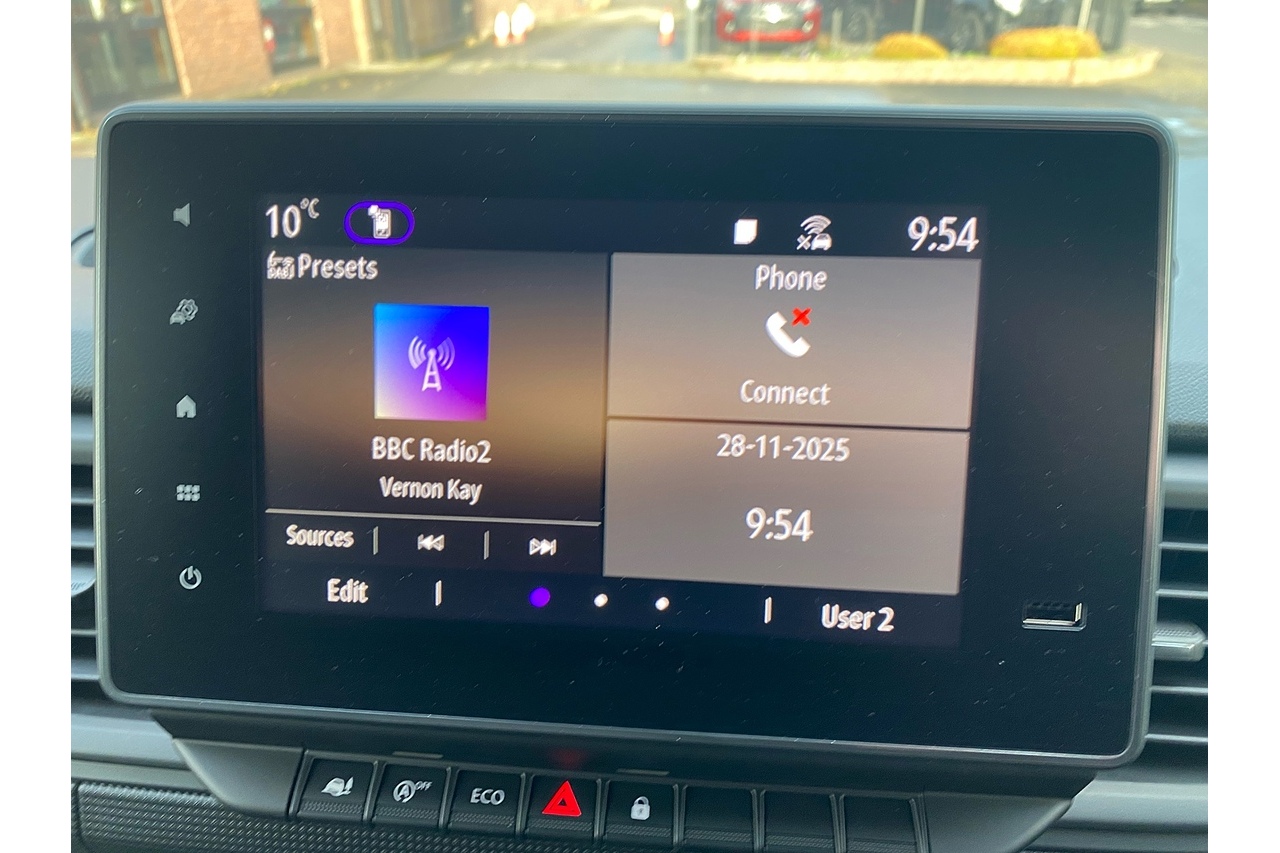 10°C
9:54
Presets
BBC Radio2
Vernon Kay
Sources
Edit
Phone
Connect
28-11-2025
9:54
User 2
OFF
ECO